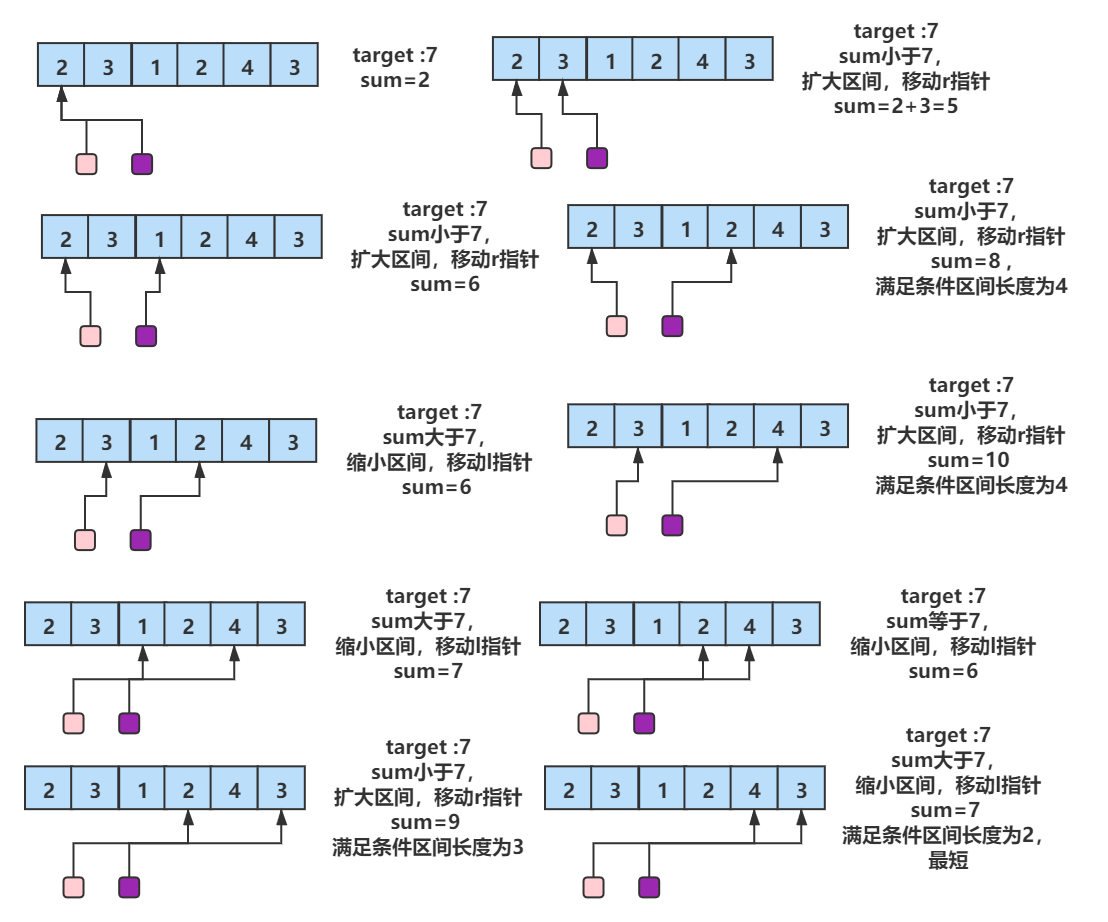 2 3 1 2 4 3
target :7
sum=2
2 3 1 2 4 3
target :7
sum小于7,
扩大区间，移动r指针
sum=2+3=5
2 3 1 2 4 3
target :7
sum小于7,
扩大区间，移动r指针
sum=6
2 3 1 2 4 3
target :7
sum小于7,
扩大区间，移动r指针
sum=8 ,
满足条件区间长度为4
2 3 1 2 4 3
target :7
sum大于7,
缩小区间，移动l指针
sum=6
2 3 1 2 4 3
target :7
sum小于7,
扩大区间，移动r指针
sum=10
满足条件区间长度为4
2 3 1 2 4 3
target :7
sum大于7,
缩小区间，移动l指针
sum=7
2 3 1 2 4 3
target :7
sum等于7,
缩小区间，移动l指针
sum=6
2 3 1 2 4 3
target :7
sum小于7,
扩大区间，移动r指针
sum=9
满足条件区间长度为3
2 3 1 2 4 3
target :7
sum大于7,
缩小区间，移动l指针
sum=7
满足条件区间长度为2，
最短